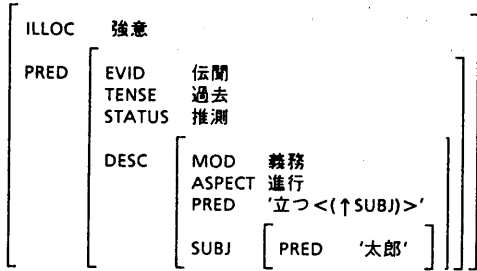 ILLOC 強意
PRED EVID 伝聞
TENSE 過去
STATUS 推測
DESC MOD 義務
ASPECT 進行
PRED '立つ<(↑SUBJ)>'
SUBJ PRED '太郎'